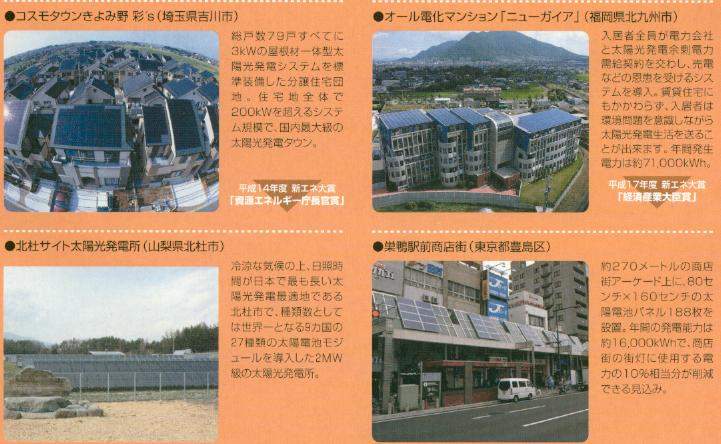 ●コスモタウンきよみ野 彩's(埼玉県吉川市)
総戸数79戸すべてに
3kWの屋根材一体型太
陽光発電システムを標
準装備した分譲住宅団
地。住宅地全体で
200kWを超えるシステ
ム規模で、国内最大級の
太陽光発電タウン。
平成14年度 新エネ大賞
「資源エネルギー庁長官賞」
●オール電化マンション「ニューガイア」(福岡県北九州市)
入居者全員が電力会社
と太陽光発電余剰電力
需給契約を交わし、売電
などの恩恵を受けるシス
テムを導入。賃貸住宅に
もかかわらず、入居者は
環境問題を意識しながら
太陽光発電生活を送るこ
とが出来ます。年間発生
電力は約71,000kWh。
平成17年度 新エネ大賞
「経済産業大臣賞」
●北杜サイト太陽光発電所(山梨県北杜市)
冷涼な気候の上、日照時
間が日本で最も長い太
陽光発電最適地である
北杜市で、種類数として
は世界一となる9カ国の
27種類の太陽電池モジ
ュールを導入した2MW
級の太陽光発電所。
●巣鴨駅前商店街(東京都豊島区)
約270メートルの商店
街アーケード上に、80セ
ンチ×160センチの太
陽電池パネル188枚を
設置。年間の発電能力は
約16,000kWhで、商店
街の街灯に使用する電
力の10%相当分が削減
できる見込み。